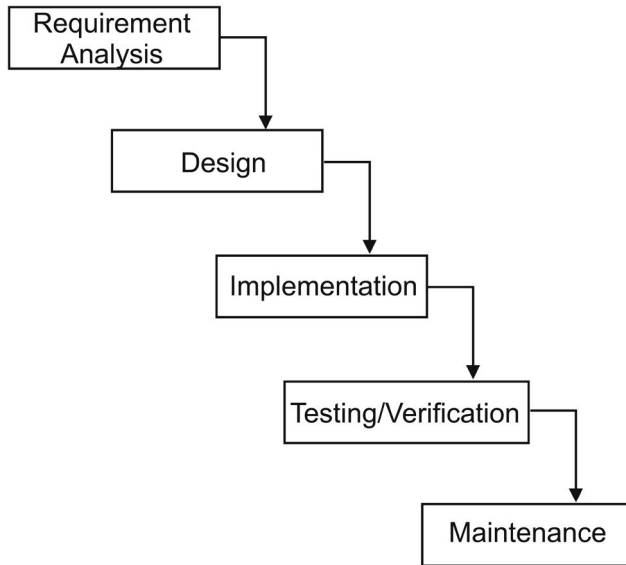 Requirement
Analysis
Design
Implementation
Testing/Verification
Maintenance